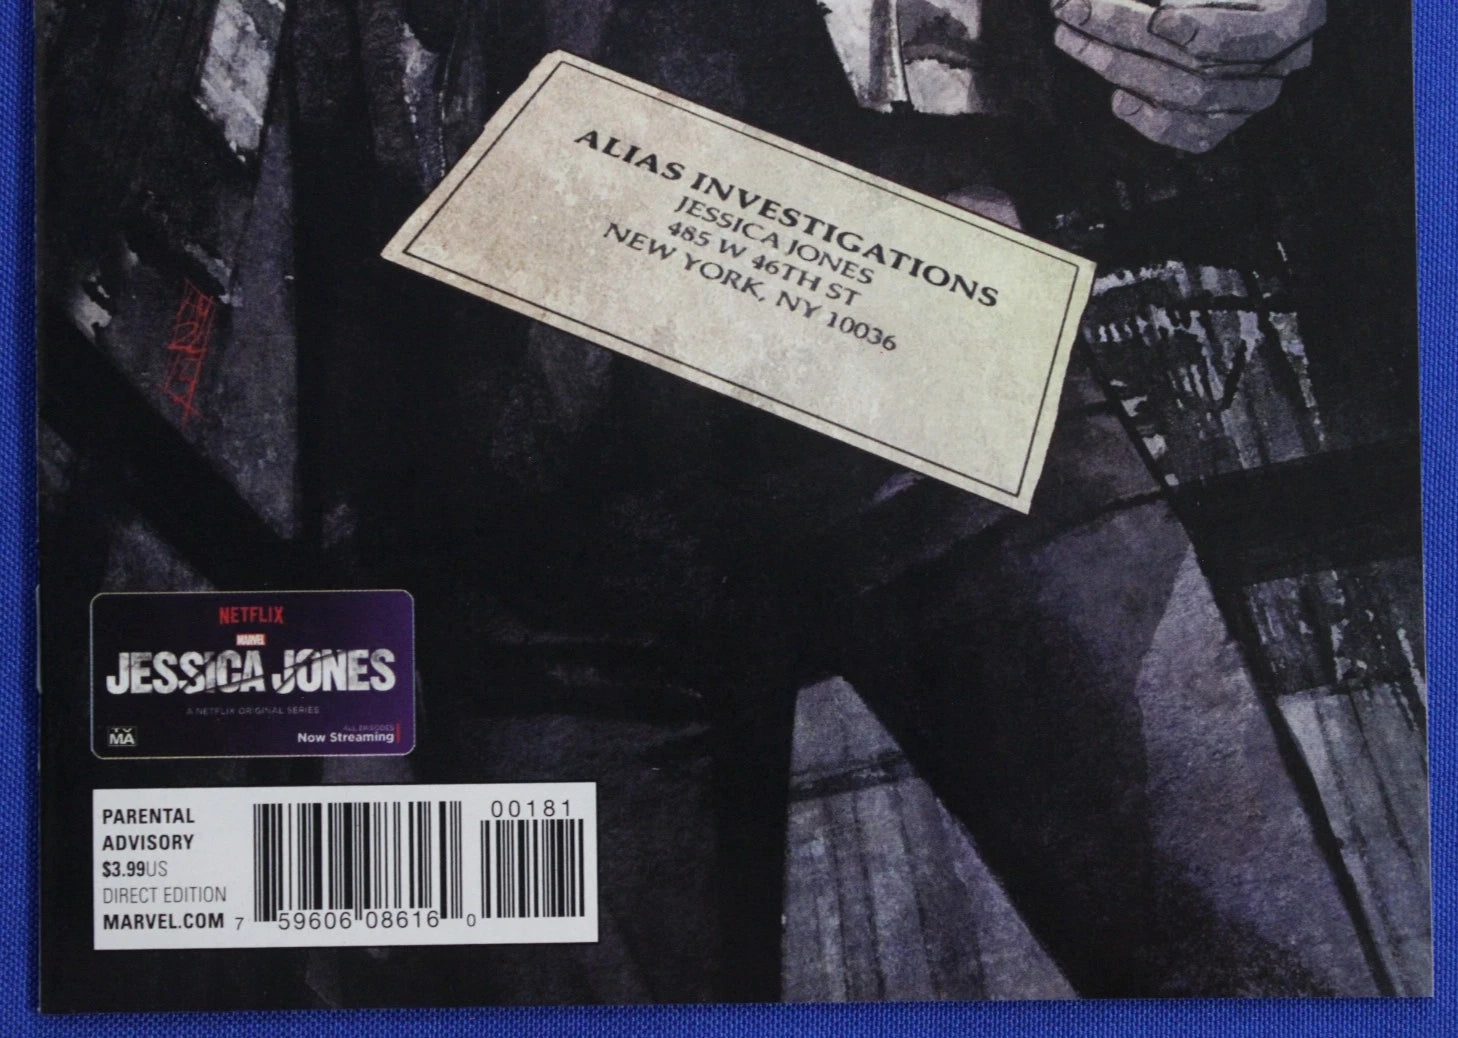 ALIAS INVESTIGATIONS
JESSICA JONES
485 W 46TH ST
NEW YORK, NY 10036
NETFLIX
MARVEL
JESSICA JONES
A NETFLIX ORIGINAL SERIES
TV
MA
ALL EPISODES
Now Streaming
PARENTAL
ADVISORY
$3.99US
DIRECT EDITION
MARVEL.COM
00181
7 59606 08616 0